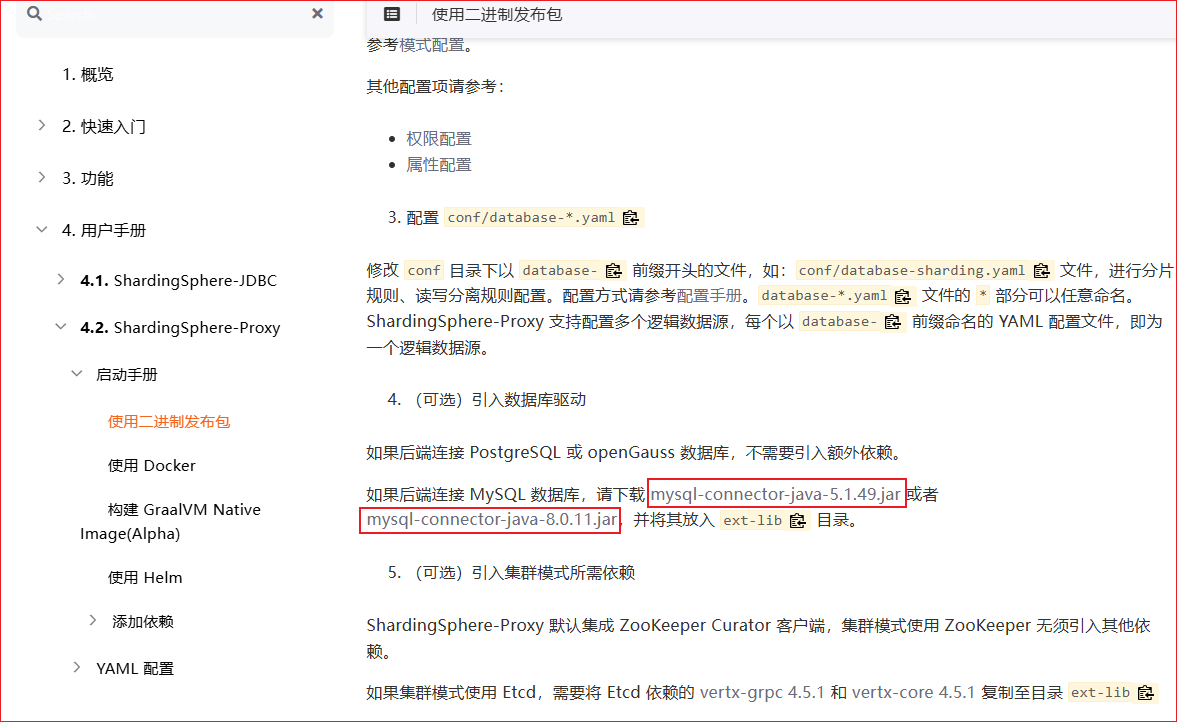 使用二进制发布包
1. 概览
2. 快速入门
3. 功能
4. 用户手册
4.1. ShardingSphere-JDBC
4.2. ShardingSphere-Proxy
启动手册
使用二进制发布包
使用 Docker
构建 GraalVM Native
Image(Alpha)
使用 Helm
添加依赖
YAML 配置
参考模式配置。
其他配置项请参考：
权限配置
属性配置
3. 配置 conf/database-*.yaml
修改 conf 目录下以 database- 前缀开头的文件，如：conf/database-sharding.yaml 文件，进行分片
规则、读写分离规则配置。配置方式请参考配置手册。database-*.yaml 文件的 * 部分可以任意命名。
ShardingSphere-Proxy 支持配置多个逻辑数据源，每个以 database- 前缀命名的 YAML 配置文件，即为
一个逻辑数据源。
4. （可选）引入数据库驱动
如果后端连接 PostgreSQL 或 openGauss 数据库，不需要引入额外依赖。
如果后端连接 MySQL 数据库，请下载 mysql-connector-java-5.1.49.jar 或者
mysql-connector-java-8.0.11.jar，并将其放入 ext-lib 目录。
5. （可选）引入集群模式所需依赖
ShardingSphere-Proxy 默认集成 ZooKeeper Curator 客户端，集群模式使用 ZooKeeper 无须引入其他依
赖。
如果集群模式使用 Etcd，需要将 Etcd 依赖的 vertx-grpc 4.5.1 和 vertx-core 4.5.1 复制至目录 ext-lib